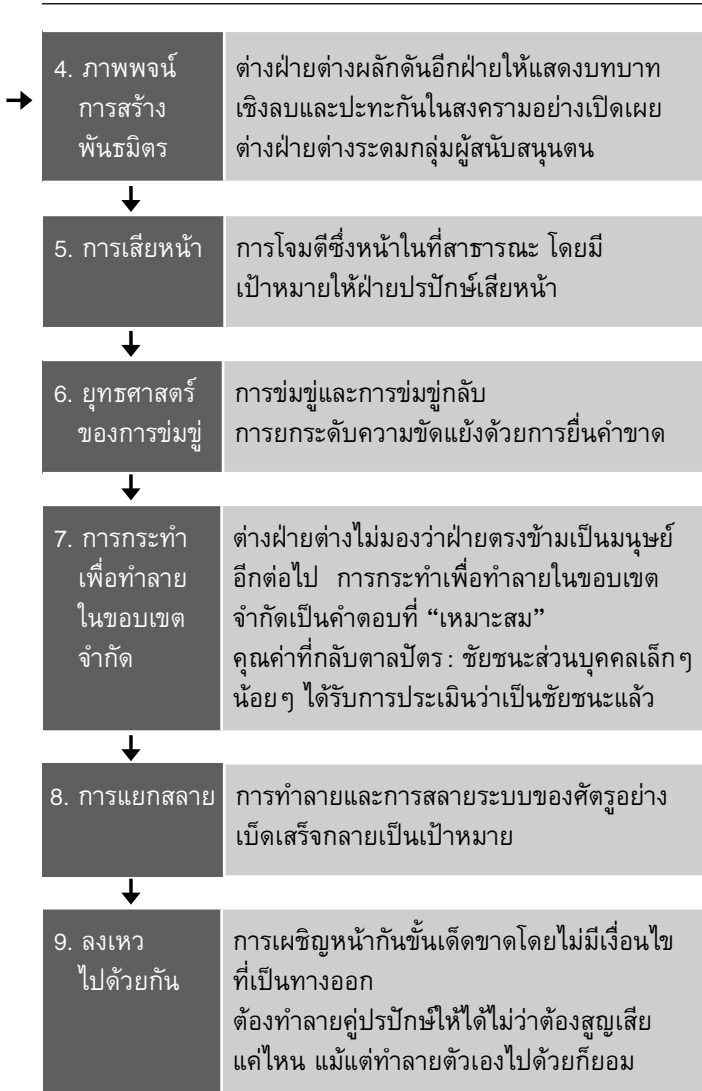 4. ภาพพจน์
การสร้าง
พันธมิตร
ต่างฝ่ายต่างผลักดันอีกฝ่ายให้แสดงบทบาท
เชิงลบและปะทะกันในสงครามอย่างเปิดเผย
ต่างฝ่ายต่างระดมกลุ่มผู้สนับสนุนตน
5. การเสียหน้า
การโจมตีซึ่งหน้าในที่สาธารณะ โดยมี
เป้าหมายให้ฝ่ายปรปักษ์เสียหน้า
6. ยุทธศาสตร์
ของการข่มขู่
การข่มขู่และการข่มขู่กลับ
การยกระดับความขัดแย้งด้วยการยื่นคำขาด
7. การกระทำ
เพื่อทำลาย
ในขอบเขต
จำกัด
ต่างฝ่ายต่างไม่มองว่าฝ่ายตรงข้ามเป็นมนุษย์
อีกต่อไป การกระทำเพื่อทำลายในขอบเขต
จำกัดเป็นคำตอบที่ “เหมาะสม”
คุณค่าที่กลับตาลปัตร : ชัยชนะส่วนบุคคลเล็กๆ
น้อยๆ ได้รับการประเมินว่าเป็นชัยชนะแล้ว
8. การแยกสลาย
การทำลายและการสลายระบบของศัตรูอย่าง
เบ็ดเสร็จกลายเป็นเป้าหมาย
9. ลงเหว
ไปด้วยกัน
การเผชิญหน้ากันขั้นเด็ดขาดโดยไม่มีเงื่อนไข
ที่เป็นทางออก
ต้องทำลายคู่ปรปักษ์ให้ได้ไม่ว่าต้องสูญเสีย
แค่ไหน แม้แต่ทำลายตัวเองไปด้วยก็ยอม